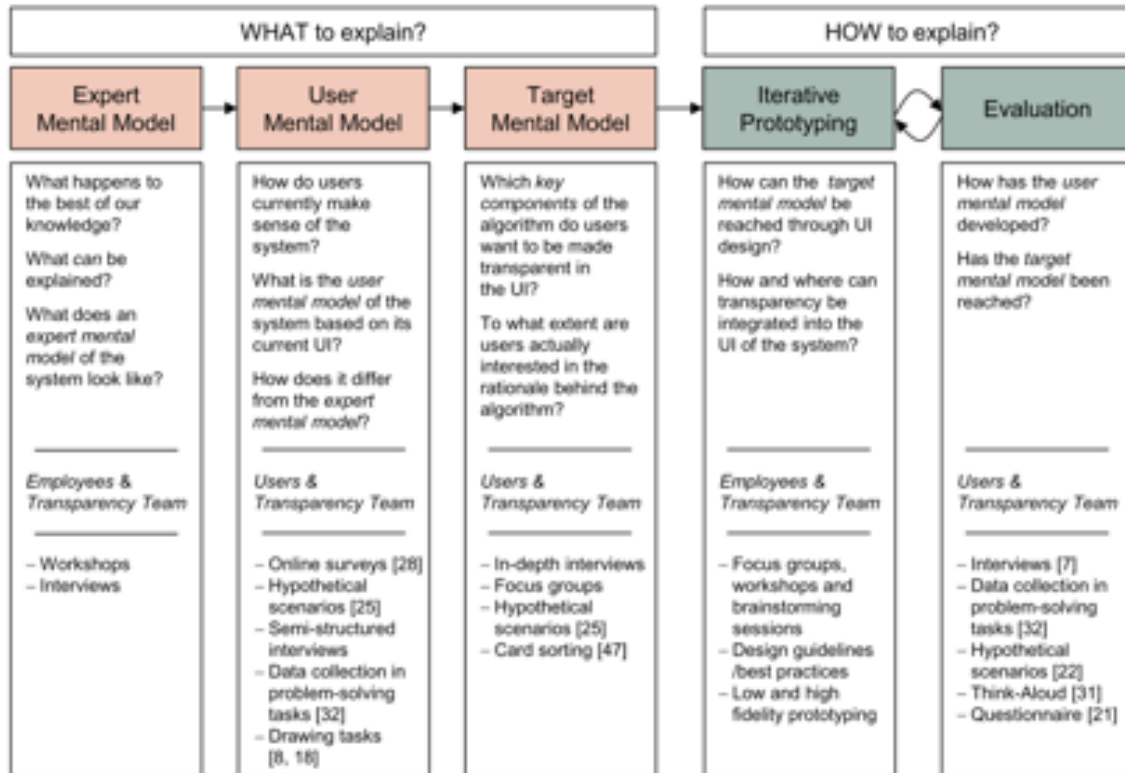 WHAT to explain?
HOW to explain?
Expert
Mental Model
User
Mental Model
Target
Mental Model
Iterative
Prototyping
Evaluation
What happens to
the best of our
knowledge?
What can be
explained?
What does an
expert mental
model of the
system look like?
Employees &
Transparency Team
– Workshops
– Interviews
How do users
currently make
sense of the
system?
What is the user
mental model of the
system based on its
current UI?
How does it differ
from the expert
mental model?
Users &
Transparency Team
– Online surveys [28]
– Hypothetical
scenarios [25]
– Semi-structured
interviews
– Data collection in
problem-solving
tasks [32]
– Drawing tasks
[8, 18]
Which key
components of the
algorithm do users
want to be made
transparent in
the UI?
To what extent are
users actually
interested in the
rationale behind the
algorithm?
Users &
Transparency Team
– In-depth interviews
– Focus groups
– Hypothetical
scenarios [25]
– Card sorting [47]
How can the target
mental model be
reached through UI
design?
How and where can
transparency be
integrated into the
UI of the system?
Employees &
Transparency Team
– Focus groups,
workshops and
brainstorming
sessions
– Design guidelines
/best practices
– Low and high
fidelity prototyping
How has the user
mental model
developed?
Has the target
mental model been
reached?
Users &
Transparency Team
– Interviews [7]
– Data collection in
problem-solving
tasks [32]
– Hypothetical
scenarios [22]
– Think-Aloud [31]
– Questionnaire [21]